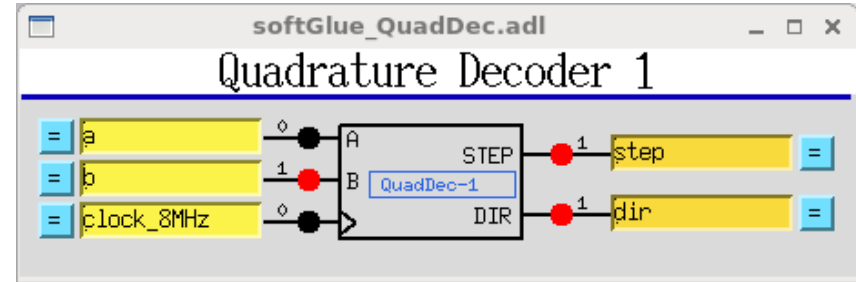 softGlue_QuadDec.adl
Quadrature Decoder 1
= a 0 A STEP 1 step =
= b 1 B QuadDec-1
= clock_8MHz 0 DIR 1 dir =